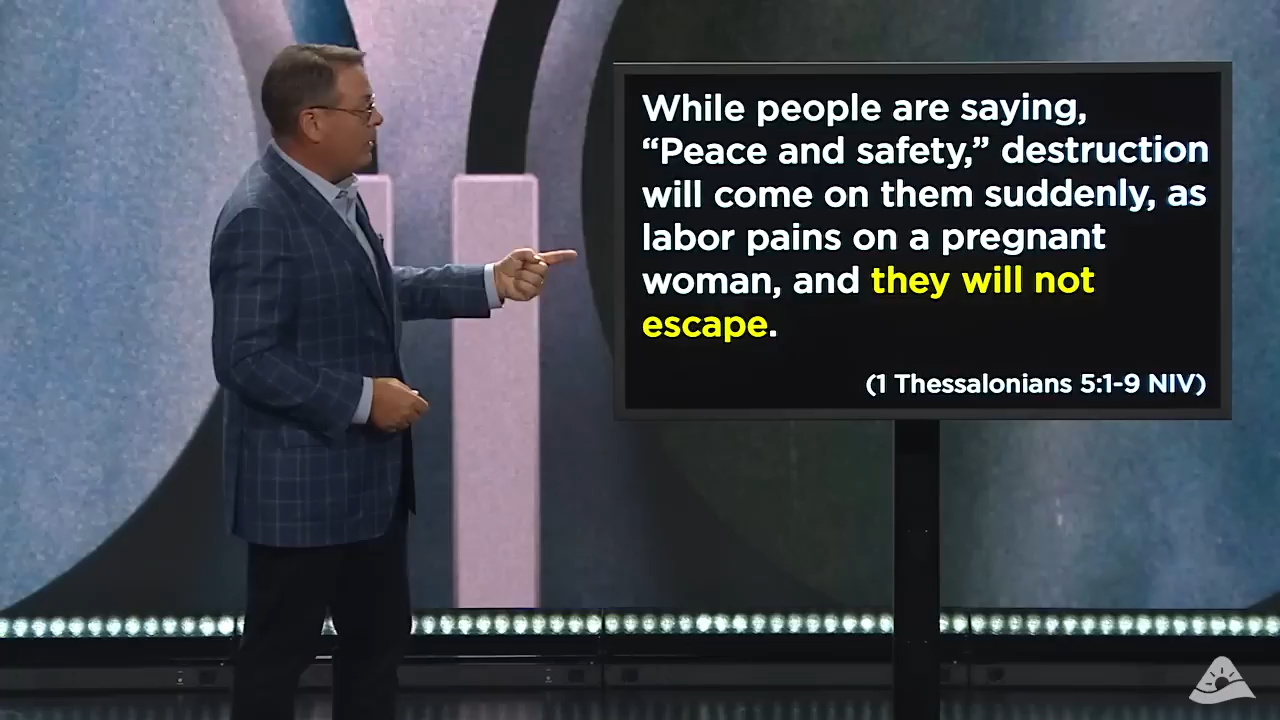 While people are saying,
“Peace and safety,” destruction
will come on them suddenly, as
labor pains on a pregnant
woman, and they will not
escape.
(1 Thessalonians 5:1-9 NIV)